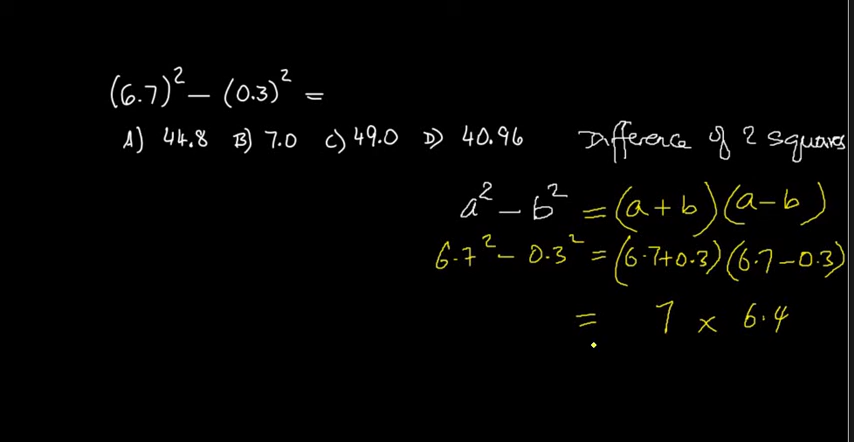 (6.7)² – (0.3)² =
A) 44.8 B) 7.0 C) 49.0 D) 40.96
Difference of 2 squares
a² – b² = (a + b)(a – b)
6.7² – 0.3² = (6.7+0.3)(6.7–0.3)
= 7 × 6.4